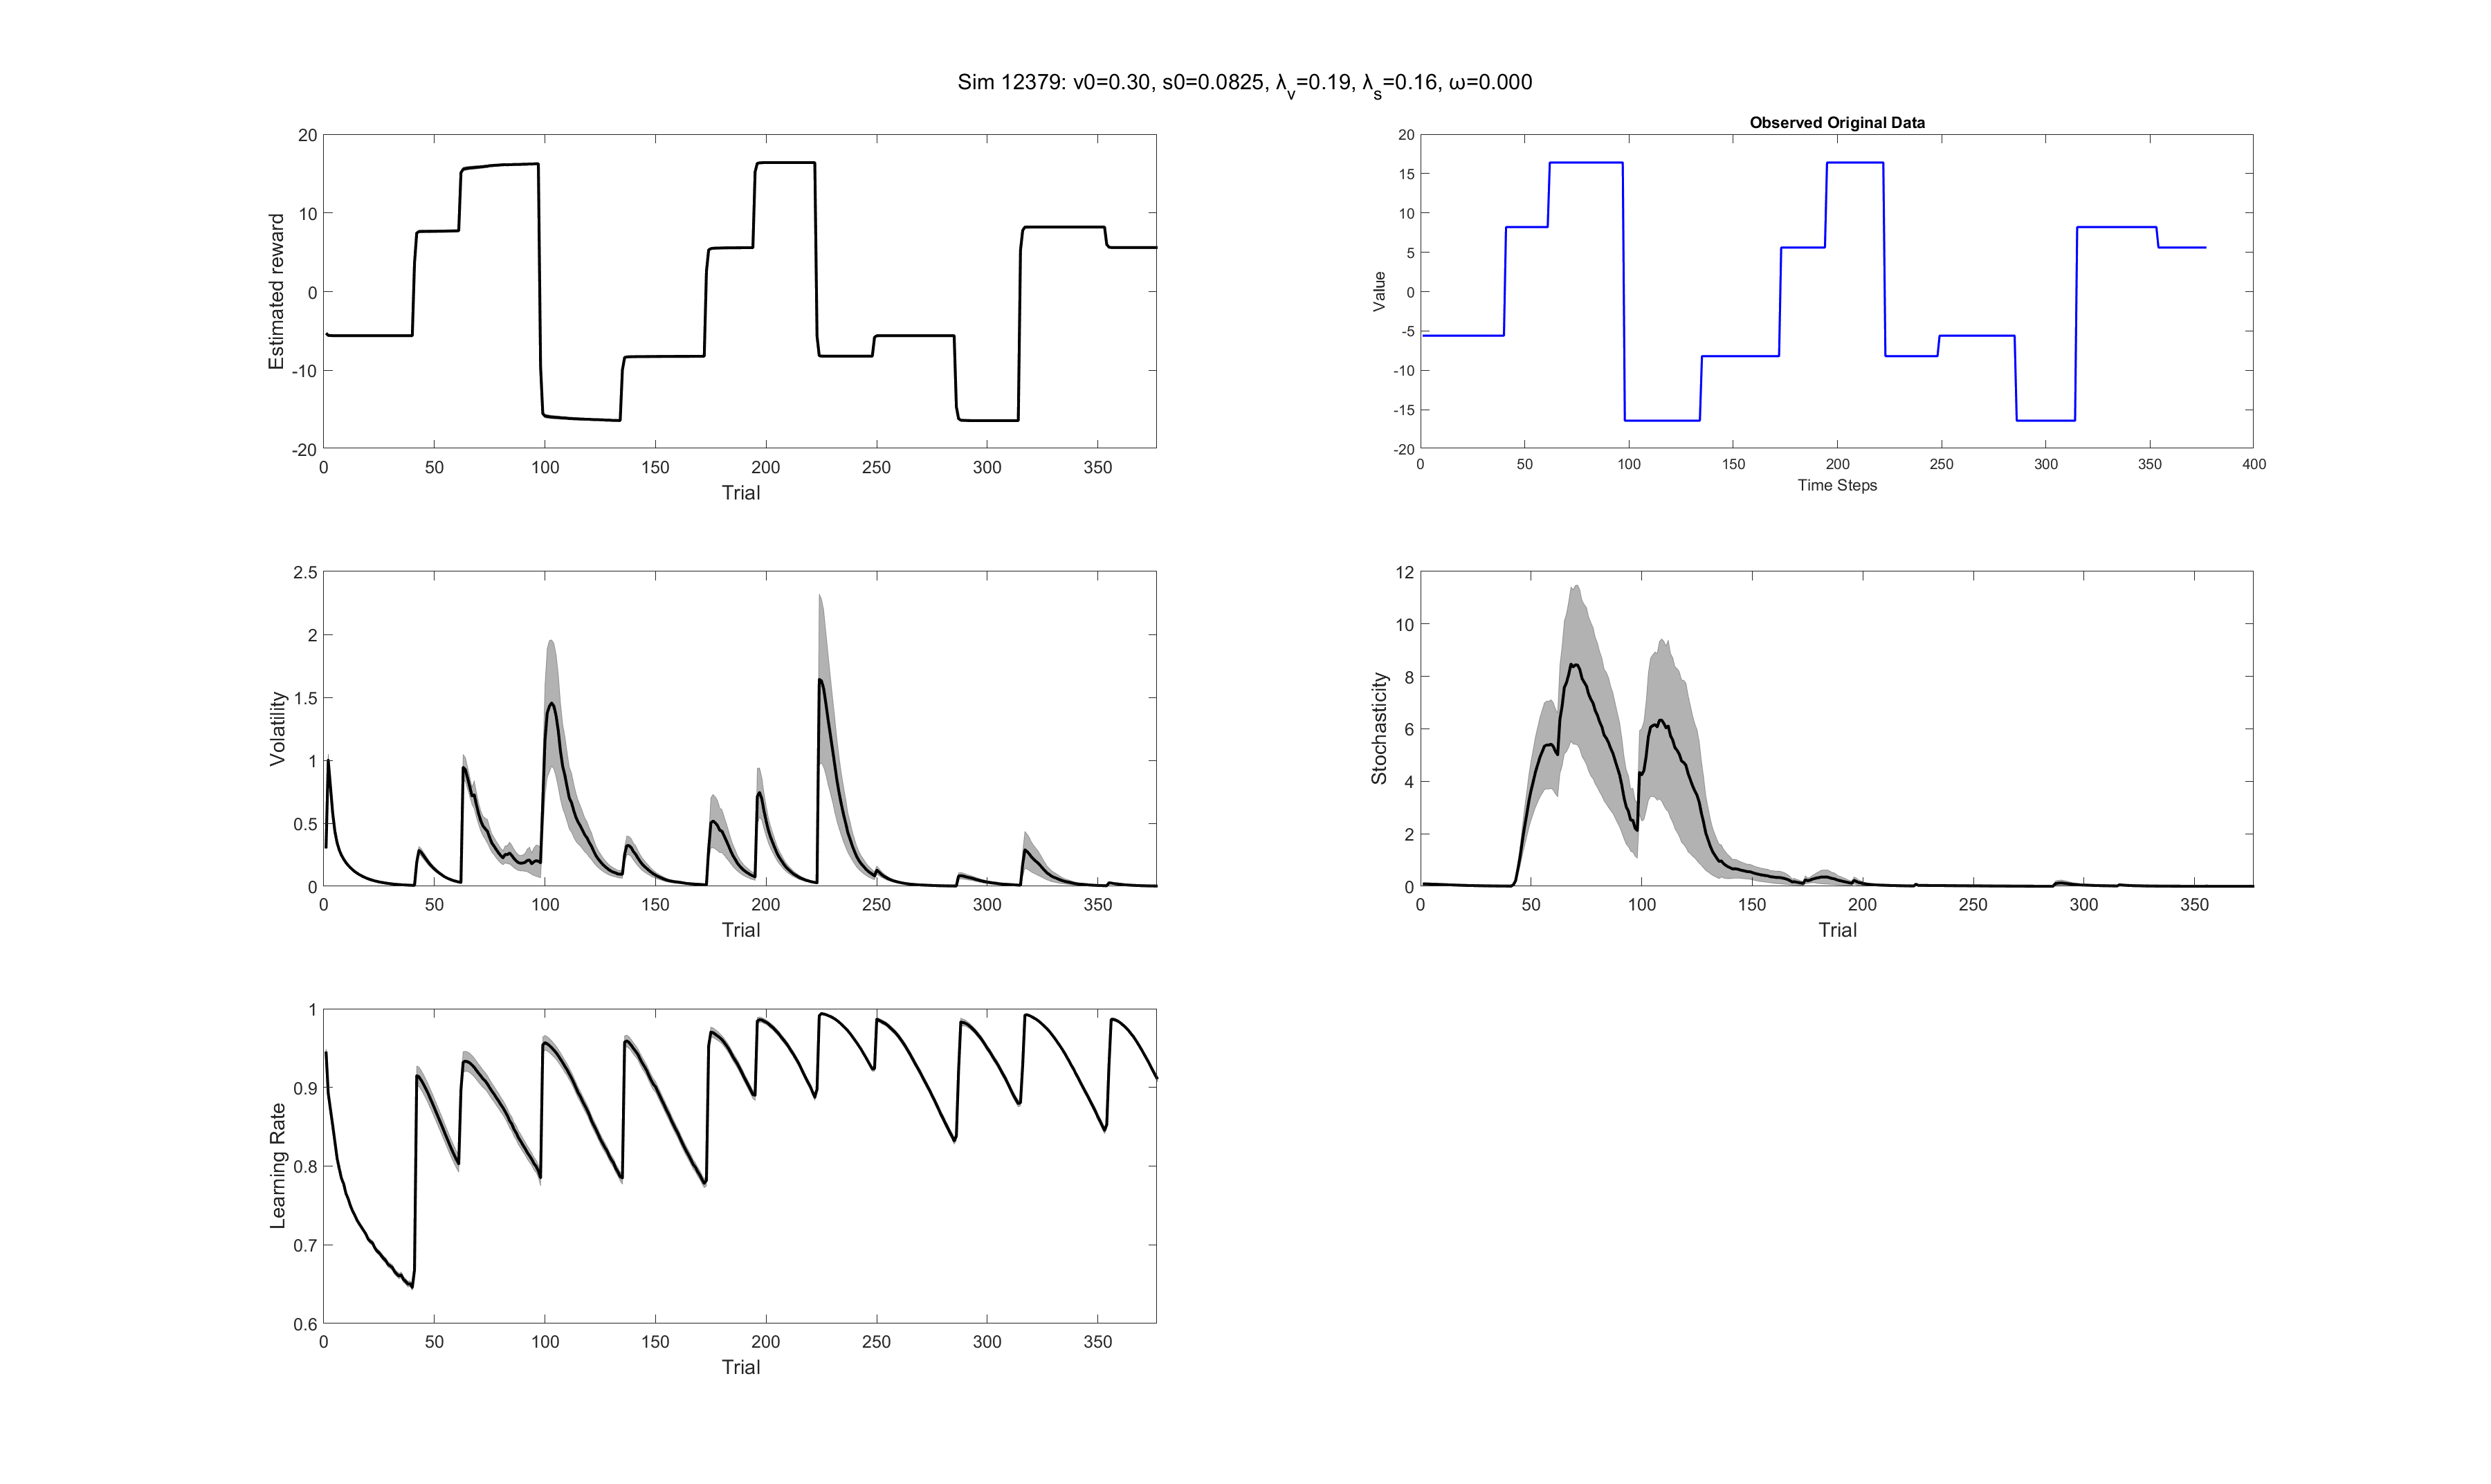 Sim 12379: v0=0.30, s0=0.0825, λv=0.19, λs=0.16, ω=0.000
20
10
0
-10
-20
0 50 100 150 200 250 300 350
Estimated reward
Trial
Observed Original Data
20
15
10
5
0
-5
-10
-15
-20
0 50 100 150 200 250 300 350 400
Value
Time Steps
2.5
2
1.5
1
0.5
0
0 50 100 150 200 250 300 350
Volatility
Trial
12
10
8
6
4
2
0
0 50 100 150 200 250 300 350
Stochasticity
Trial
1
0.9
0.8
0.7
0.6
0 50 100 150 200 250 300 350
Learning Rate
Trial